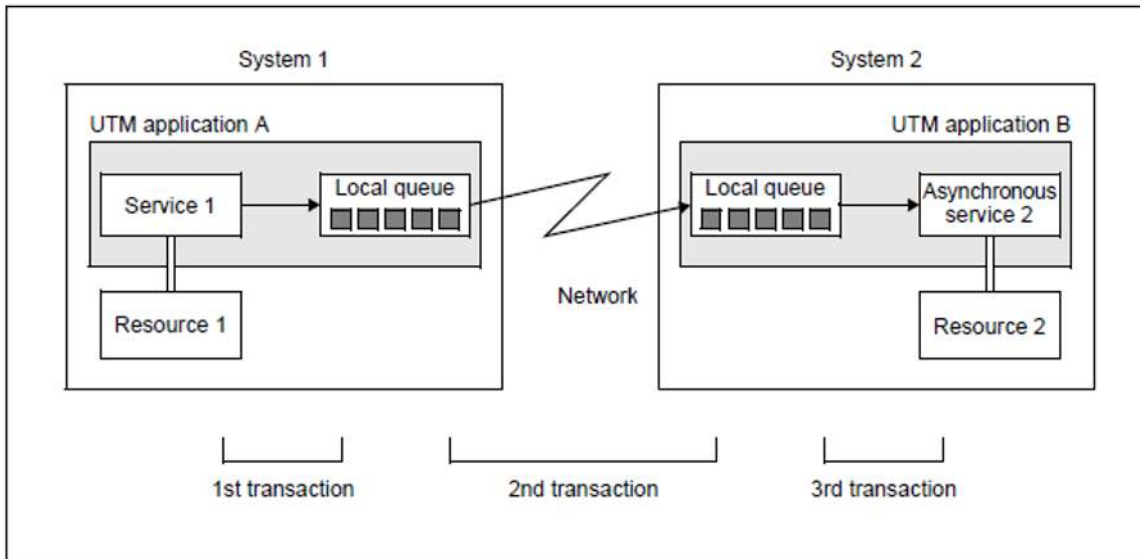 System 1
System 2
UTM application A
UTM application B
Service 1
Local queue
Local queue
Asynchronous
service 2
Network
Resource 1
Resource 2
1st transaction
2nd transaction
3rd transaction